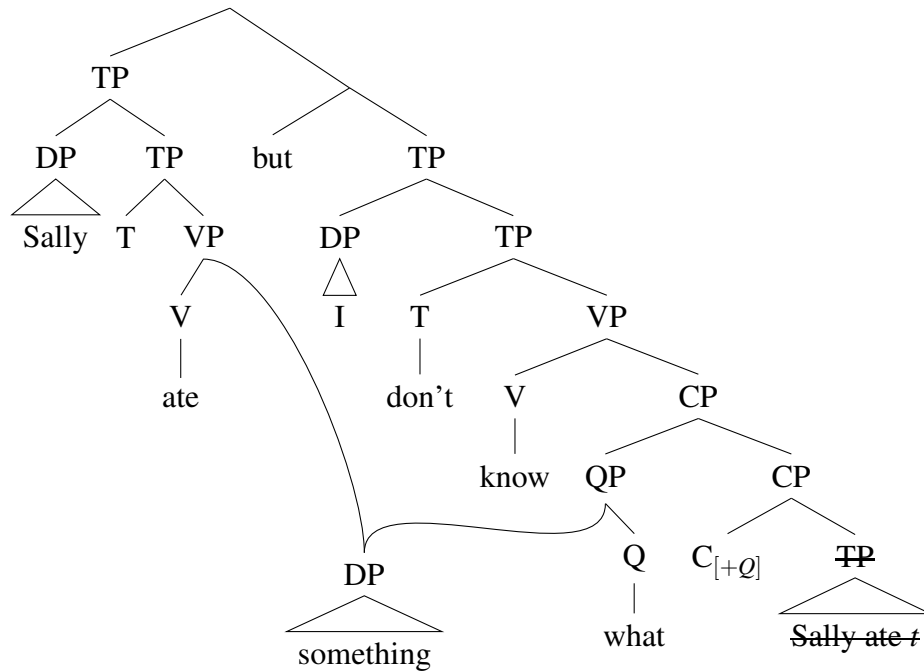 TP
DP TP but TP
Sally T VP DP TP
V I T VP
ate don't V CP
know QP CP
DP Q C[+Q] TP
something what Sally ate t